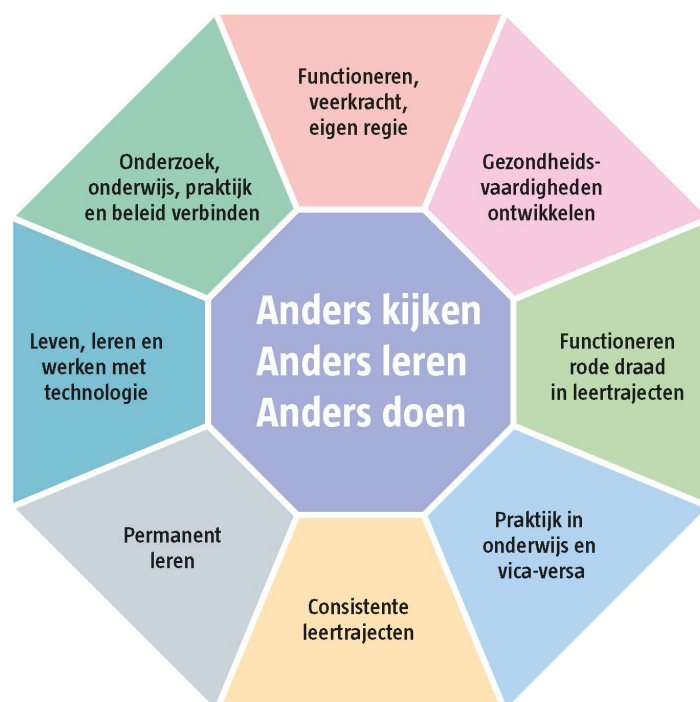 Functioneren,
veerkracht,
eigen regie
Gezondheids-
vaardigheden
ontwikkelen
Functioneren
rode draad
in leertrajecten
Praktijk in
onderwijs en
vica-versa
Consistente
leertrajecten
Permanent
leren
Leven, leren en
werken met
technologie
Onderzoek,
onderwijs, praktijk
en beleid verbinden
Anders kijken
Anders leren
Anders doen